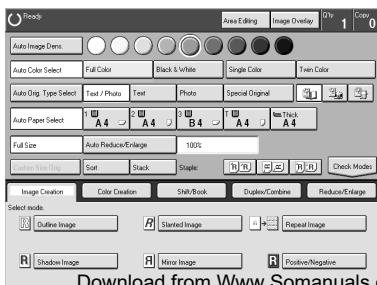 Ready Area Editing Image Overlay Q'ty 1 Copy 0
Auto Image Dens.
Auto Color Select Full Color Black & White Single Color Twin Color
Auto Orig. Type Select Text / Photo Text Photo Special Original
Auto Paper Select 1 A4 2 A4 3 B4 T A4 Thick A4
Full Size Auto Reduce/Enlarge 100%
Custom Size Orig. Sort Stack Staple: Check Modes
Image Creation Color Creation Shift/Book Duplex/Combine Reduce/Enlarge
Select mode.
R Outline Image R Slanted Image Repeat Image
R Shadow Image R Mirror Image R Positive/Negative
Download from Www.Somanuals.c